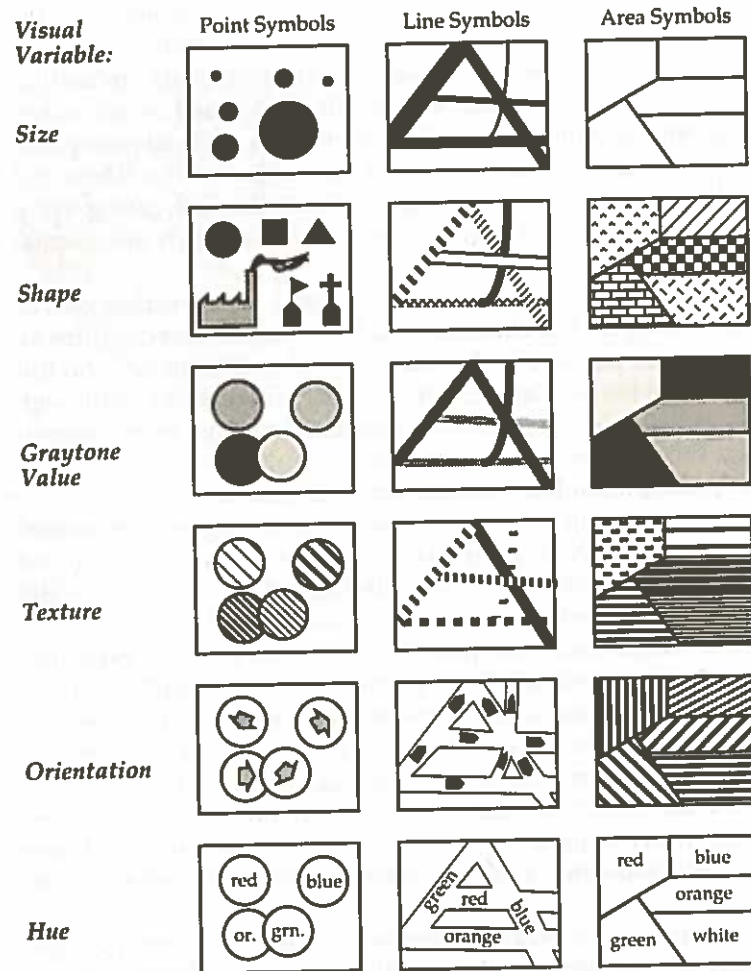 Visual
Variable:
Point Symbols
Line Symbols
Area Symbols
Size
Shape
Graytone
Value
Texture
Orientation
Hue
red
blue
or.
grn.
green
red
blue
orange
red
blue
orange
green
white